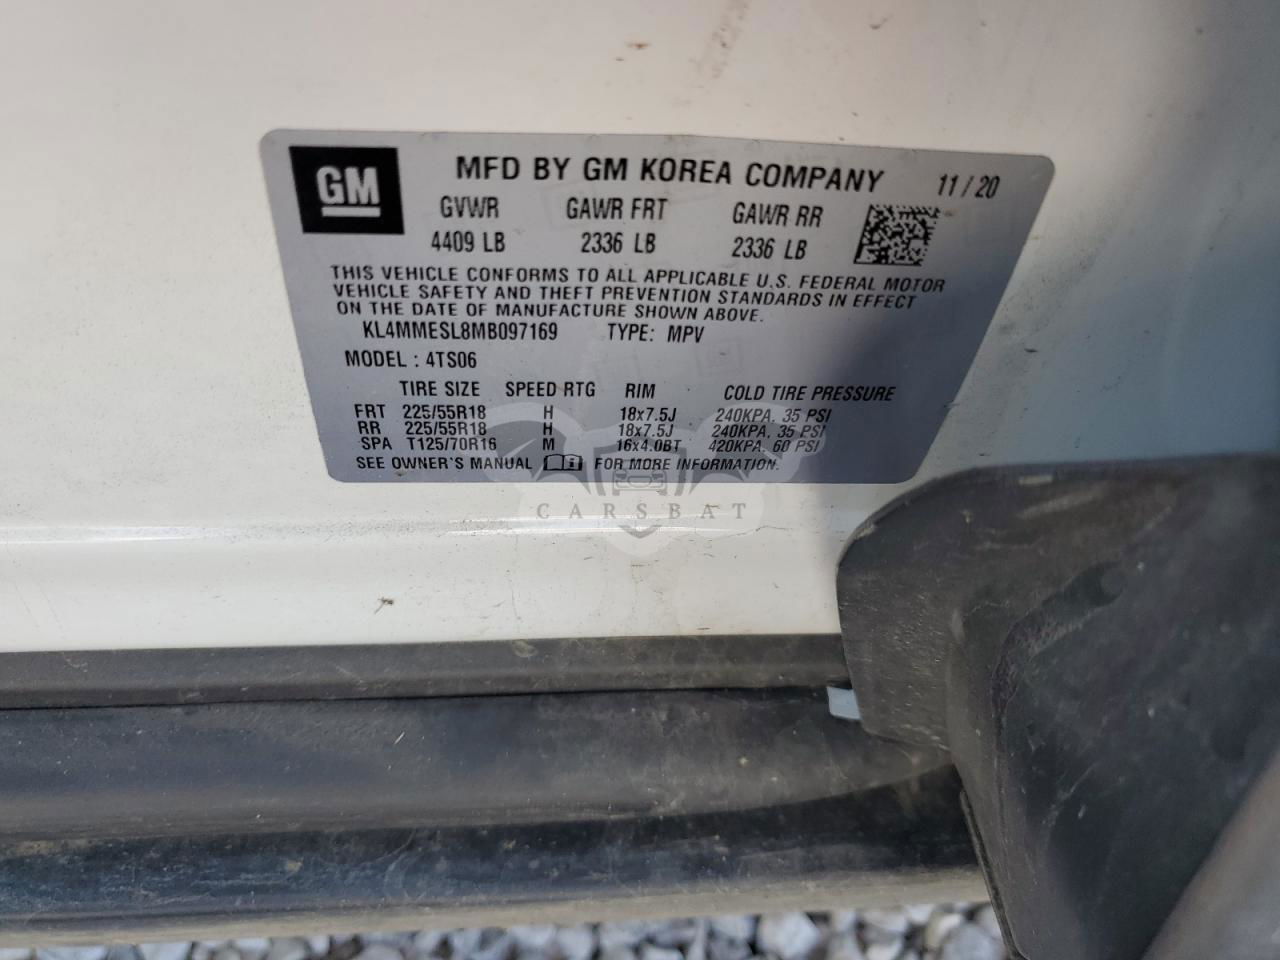 GM
MFD BY GM KOREA COMPANY 11 / 20
GVWR GAWR FRT GAWR RR
4409 LB 2336 LB 2336 LB
THIS VEHICLE CONFORMS TO ALL APPLICABLE U.S. FEDERAL MOTOR
VEHICLE SAFETY AND THEFT PREVENTION STANDARDS IN EFFECT
ON THE DATE OF MANUFACTURE SHOWN ABOVE.
KL4MMESL8MB097169 TYPE: MPV
MODEL : 4TS06
TIRE SIZE SPEED RTG RIM COLD TIRE PRESSURE
FRT 225/55R18 H 18x7.5J 240KPA, 35 PSI
RR 225/55R18 H 18x7.5J 240KPA, 35 PSI
SPA T125/70R16 M 16x4.0BT 420KPA, 60 PSI
SEE OWNER'S MANUAL FOR MORE INFORMATION.
CARSBAT